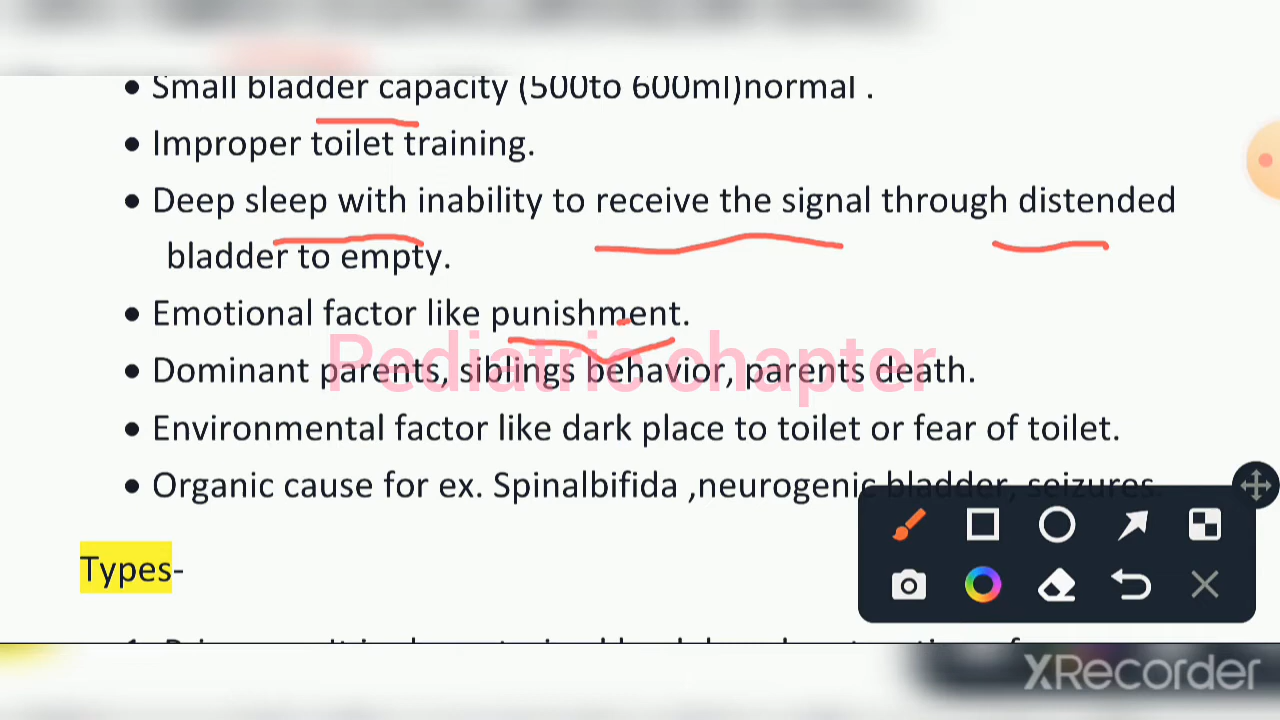 • Small bladder capacity (500to 600ml)normal .
• Improper toilet training.
• Deep sleep with inability to receive the signal through distended
bladder to empty.
• Emotional factor like punishment.
Pediatric chapter
• Dominant parents, siblings behavior, parents death.
• Environmental factor like dark place to toilet or fear of toilet.
• Organic cause for ex. Spinalbifida ,neurogenic bladder, seizures.
Types-
XRecorder